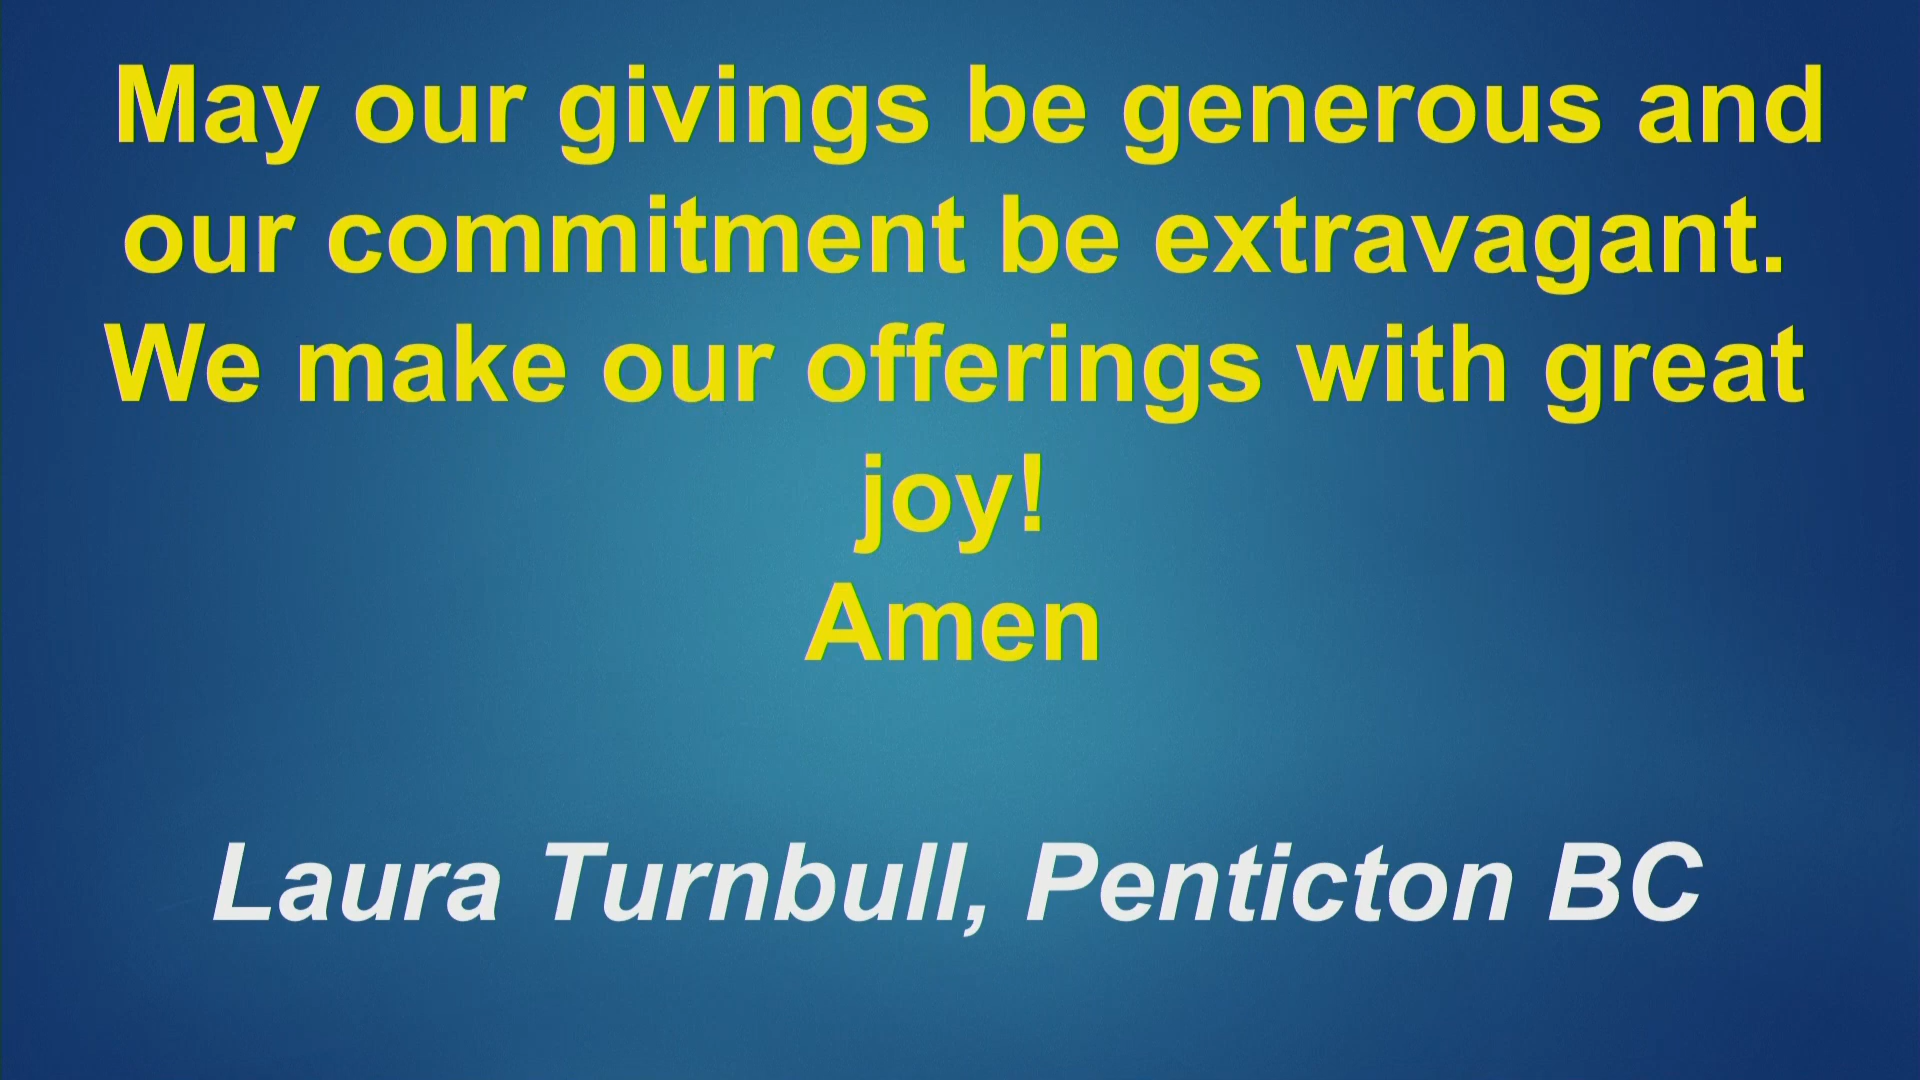 May our givings be generous and
our commitment be extravagant.
We make our offerings with great
joy!
Amen
Laura Turnbull, Penticton BC